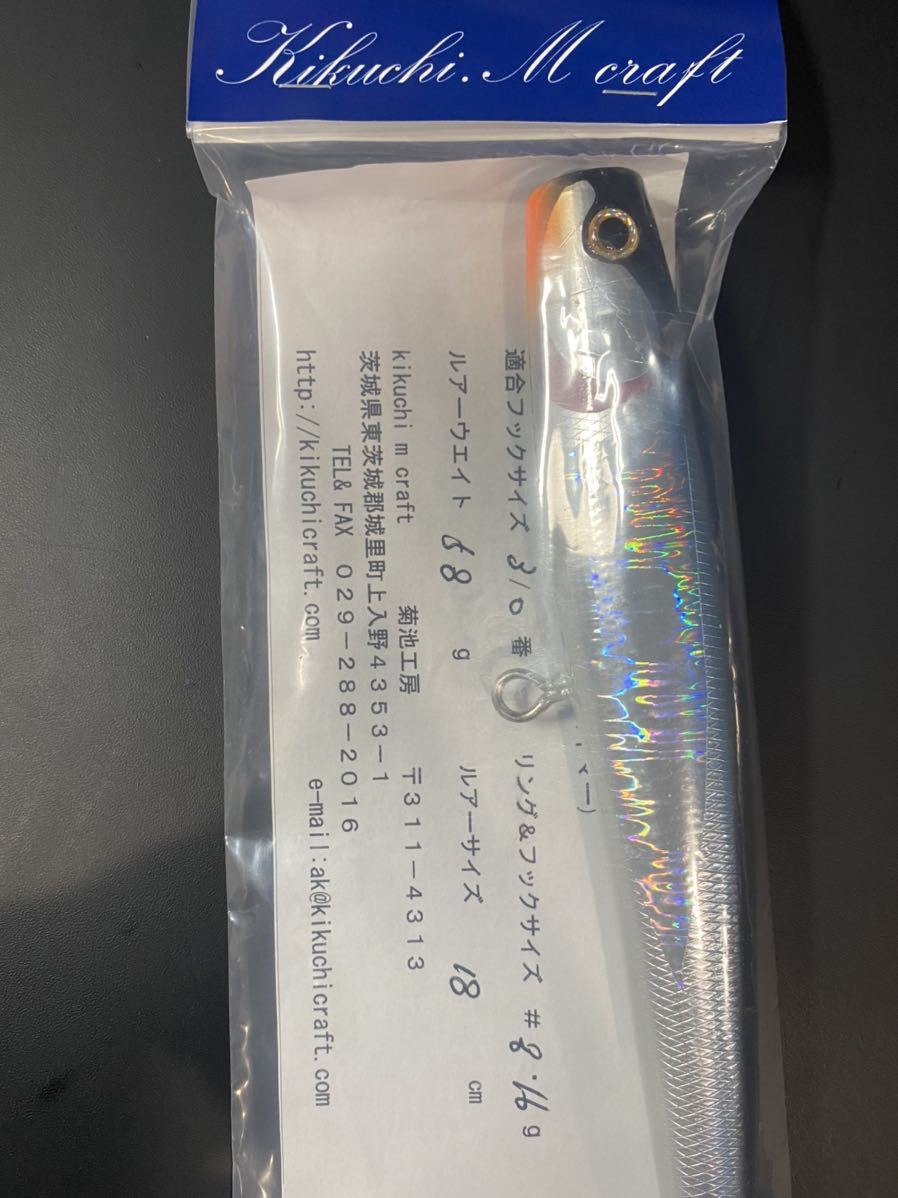 Kikuchi.M craft
適合フックサイズ 3/0 番 リング&フックサイズ #8・16g
ルアーウエイト 68 g ルアーサイズ 18 cm
kikuchi m craft 菊池工房 〒311-4313
茨城県東茨城郡城里町上入野4353-1
TEL& FAX 029-288-2016
http://kikuchicraft.com e-mail:ak@kikuchicraft.com